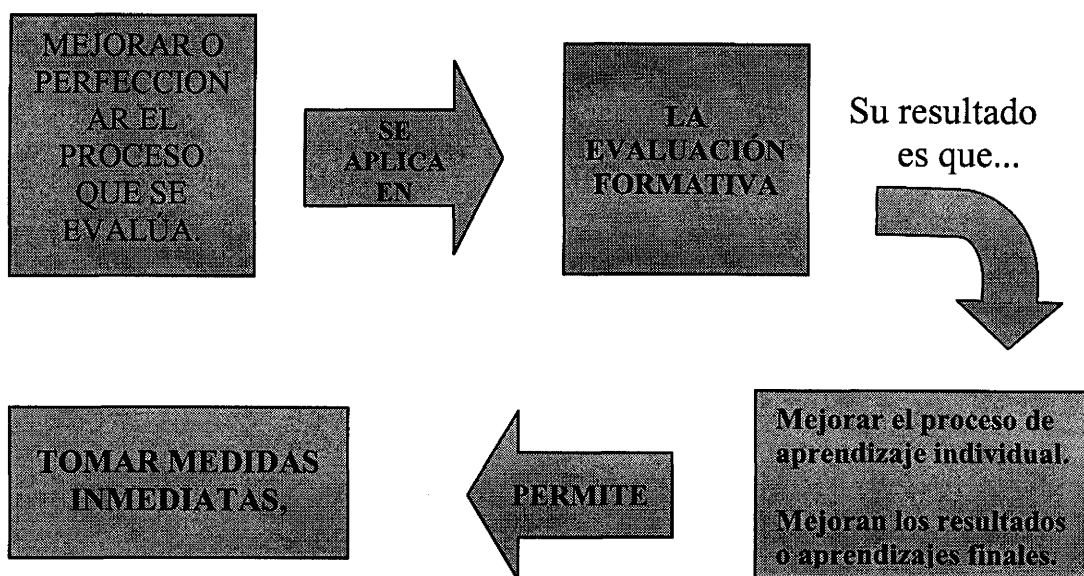 MEJORAR O
PERFECCION
AR EL
PROCESO
QUE SE
EVALÚA.
SE
APLICA
EN
LA
EVALUACIÓN
FORMATIVA
Su resultado
es que...
Mejorar el proceso de
aprendizaje individual.
Mejoran los resultados
o aprendizajes finales.
PERMITE
TOMAR MEDIDAS
INMEDIATAS,